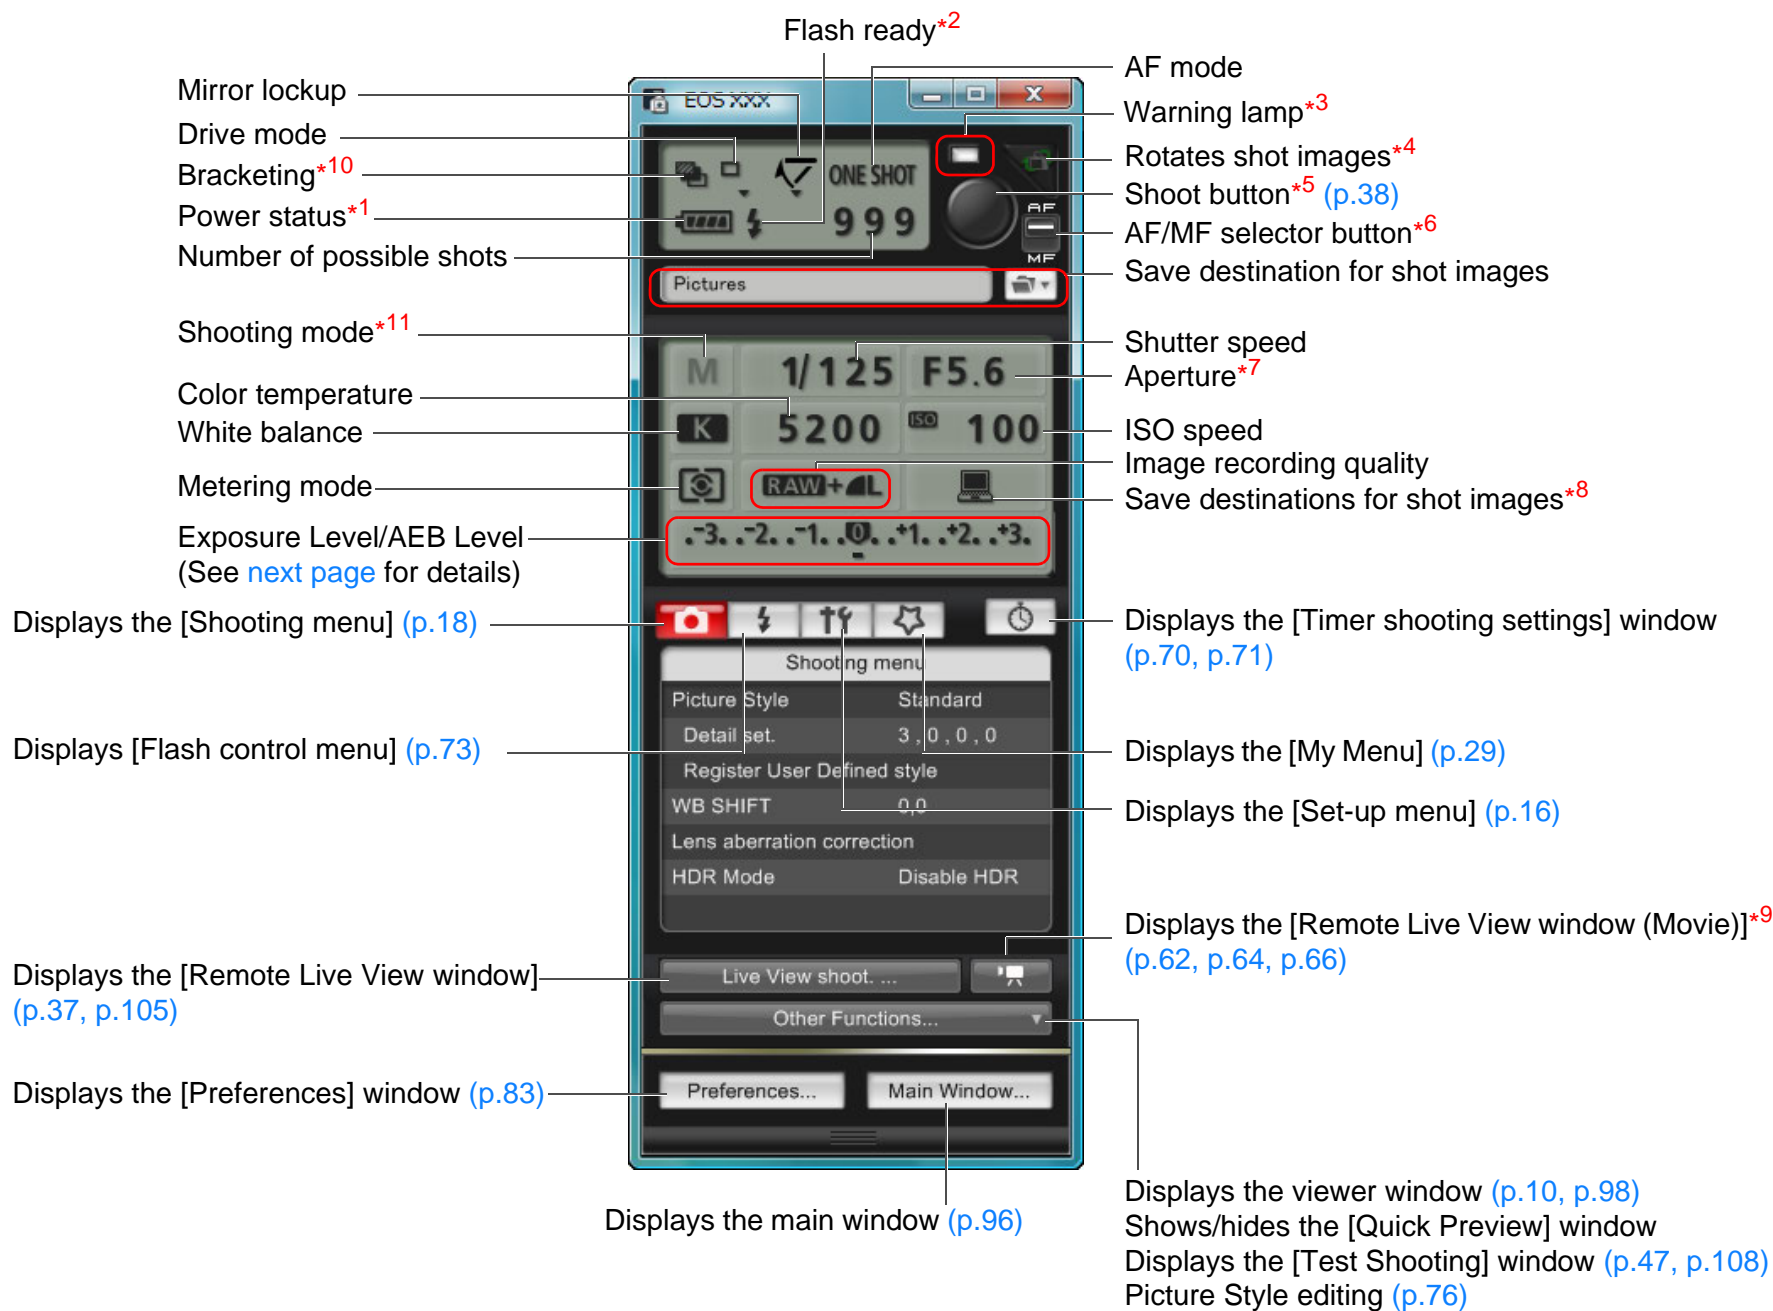 Flash ready*2
Mirror lockup
Drive mode
Bracketing*10
Power status*1
Number of possible shots
Shooting mode*11
Color temperature
White balance
Metering mode
Exposure Level/AEB Level
(See next page for details)
Displays the [Shooting menu] (p.18)
Displays [Flash control menu] (p.73)
Displays the [Remote Live View window]
(p.37, p.105)
Displays the [Preferences] window (p.83)
EOS XXX
ONE SHOT
999
AF
MF
Pictures
M 1/125 F5.6
K 5200 ISO 100
RAW+L
-3. .-2. .-1. .0. .+1. .+2. .+3.
Shooting menu
Picture Style Standard
Detail set. 3 , 0 , 0 , 0
Register User Defined style
WB SHIFT 0,0
Lens aberration correction
HDR Mode Disable HDR
Live View shoot. ...
Other Functions...
Preferences... Main Window...
AF mode
Warning lamp*3
Rotates shot images*4
Shoot button*5 (p.38)
AF/MF selector button*6
Save destination for shot images
Shutter speed
Aperture*7
ISO speed
Image recording quality
Save destinations for shot images*8
Displays the [Timer shooting settings] window
(p.70, p.71)
Displays the [My Menu] (p.29)
Displays the [Set-up menu] (p.16)
Displays the [Remote Live View window (Movie)]*9
(p.62, p.64, p.66)
Displays the main window (p.96)
Displays the viewer window (p.10, p.98)
Shows/hides the [Quick Preview] window
Displays the [Test Shooting] window (p.47, p.108)
Picture Style editing (p.76)